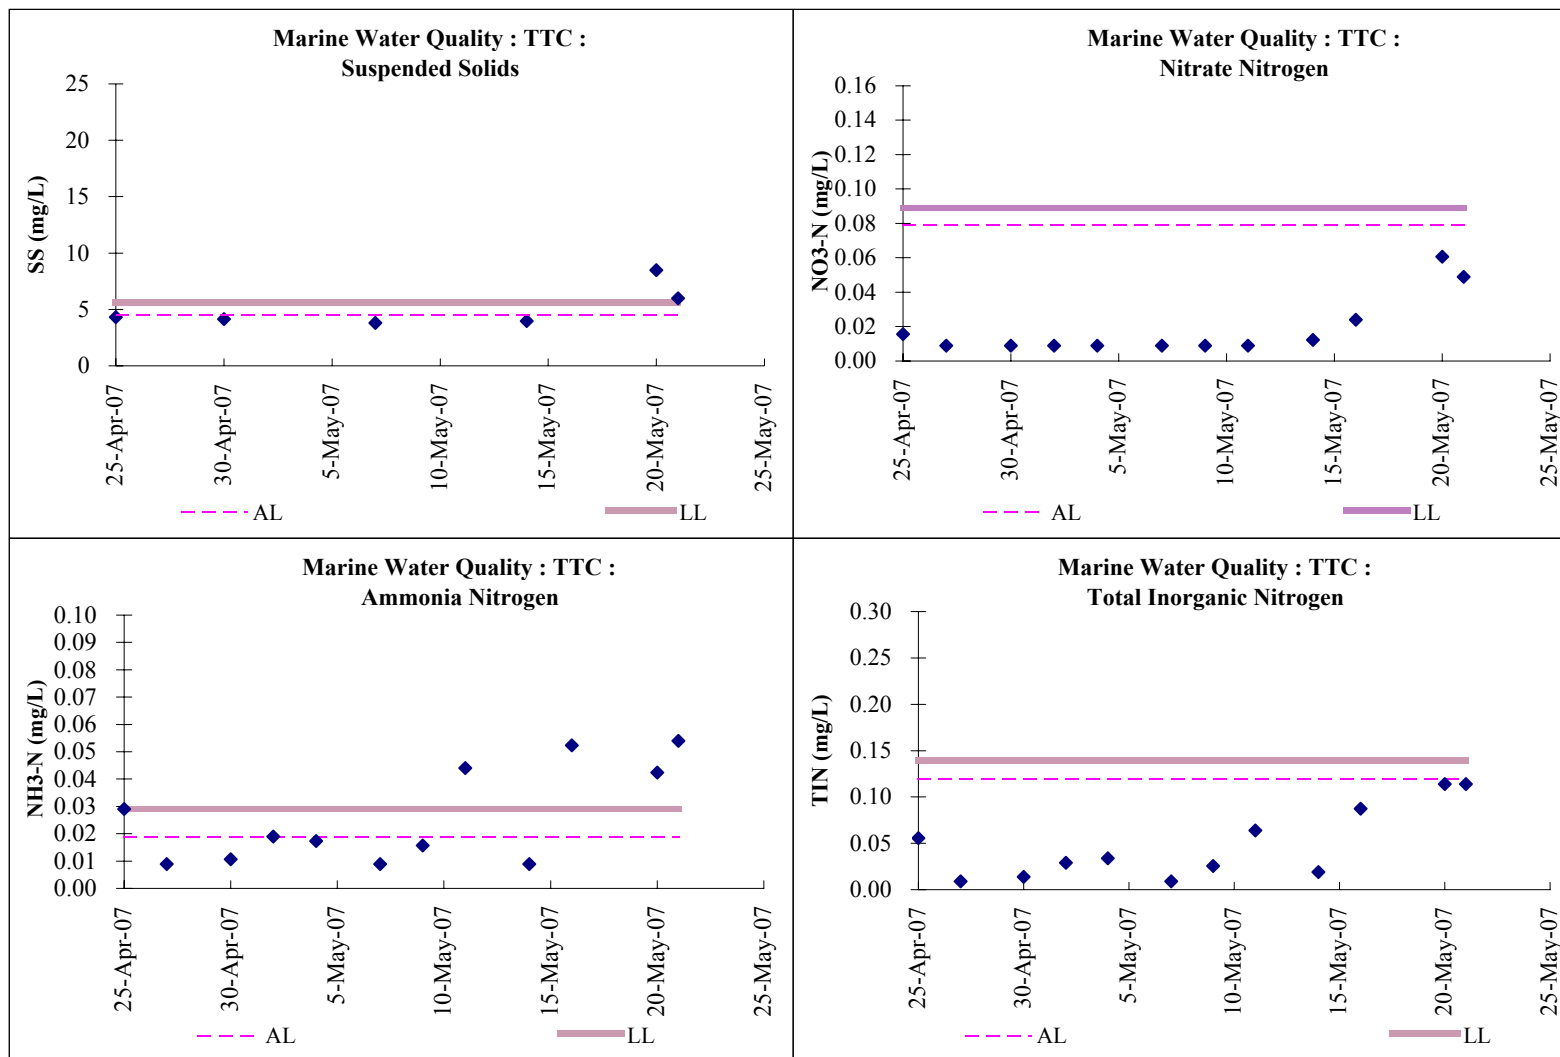 Marine Water Quality : TTC :
Suspended Solids
25
20
15
10
5
0
SS (mg/L)
25-Apr-07
30-Apr-07
5-May-07
10-May-07
15-May-07
20-May-07
25-May-07
AL
LL
Marine Water Quality : TTC :
Nitrate Nitrogen
0.16
0.14
0.12
0.10
0.08
0.06
0.04
0.02
0.00
NO3-N (mg/L)
25-Apr-07
30-Apr-07
5-May-07
10-May-07
15-May-07
20-May-07
25-May-07
AL
LL
Marine Water Quality : TTC :
Ammonia Nitrogen
0.10
0.09
0.08
0.07
0.06
0.05
0.04
0.03
0.02
0.01
0.00
NH3-N (mg/L)
25-Apr-07
30-Apr-07
5-May-07
10-May-07
15-May-07
20-May-07
25-May-07
AL
LL
Marine Water Quality : TTC :
Total Inorganic Nitrogen
0.30
0.25
0.20
0.15
0.10
0.05
0.00
TIN (mg/L)
25-Apr-07
30-Apr-07
5-May-07
10-May-07
15-May-07
20-May-07
25-May-07
AL
LL